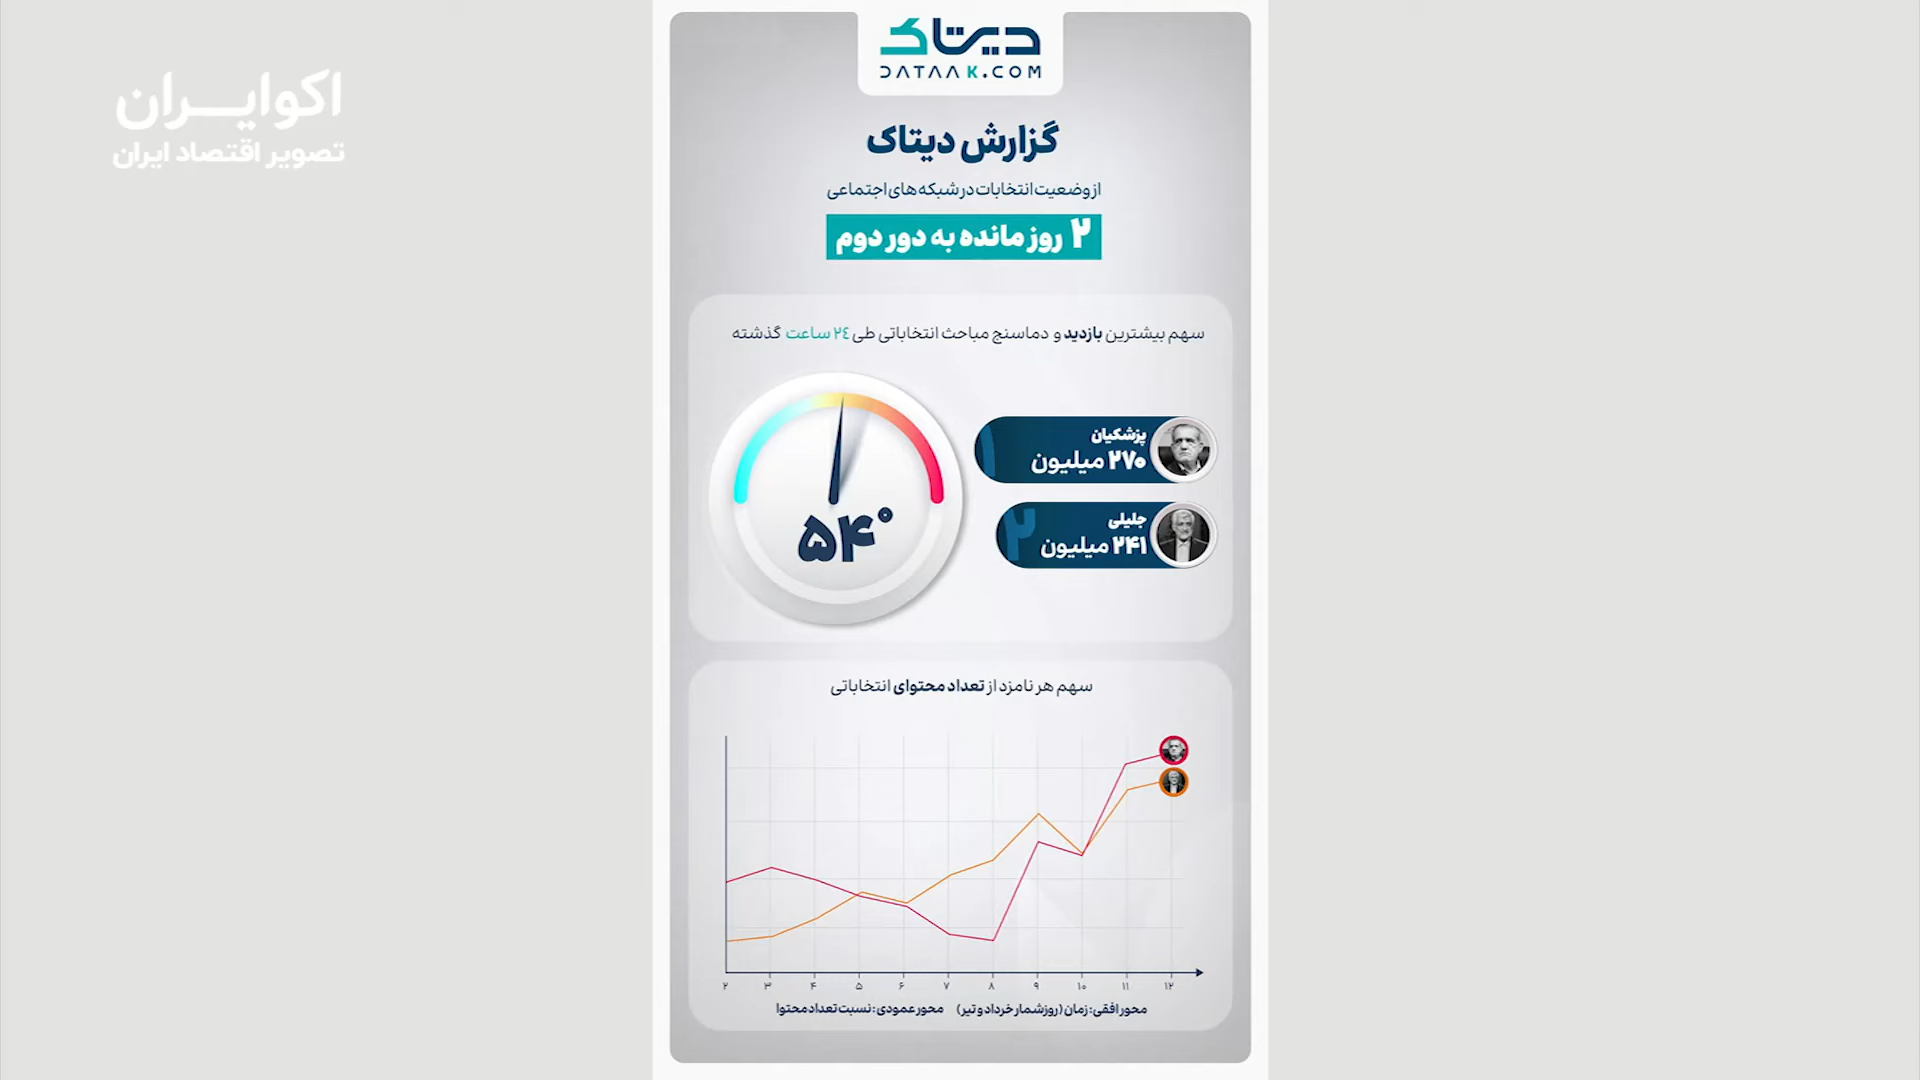 اکوایران
تصویر اقتصاد ایران
دیتاک
DATAAK.COM
گزارش دیتاک
از وضعیت انتخابات در شبکه های اجتماعی
۲ روز مانده به دور دوم
سهم بیشترین بازدید و دماسنج مباحث انتخاباتی طی ۲۴ ساعت گذشته
پزشکیان
۲۷۰ میلیون
۱
جلیلی
۲۴۱ میلیون
۲
۵۴°
سهم هر نامزد از تعداد محتوای انتخاباتی
۲ ۳ ۴ ۵ ۶ ۷ ۸ ۹ ۱۰ ۱۱ ۱۲
محور افقی: زمان (روزشمار خرداد و تیر) محور عمودی: نسبت تعداد محتوا